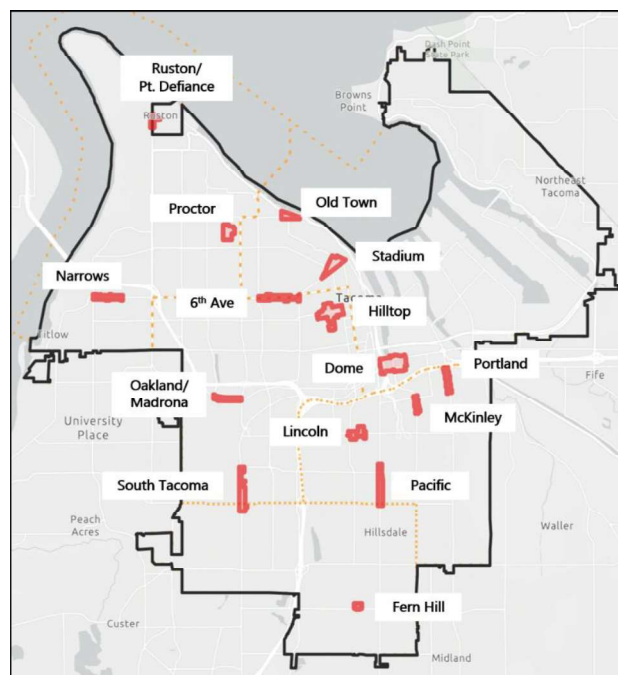 Dash Point
State Park
Ruston/
Pt. Defiance
Browns
Point
Ruston
Northeast
Tacoma
Old Town
Proctor
Stadium
Narrows
6th Ave
Tacoma
Hilltop
Titlow
Dome
Portland
Fife
Oakland/
Madrona
University
Place
McKinley
Lincoln
South Tacoma
Pacific
Peach
Acres
Hillsdale
Waller
Fern Hill
Custer
Midland